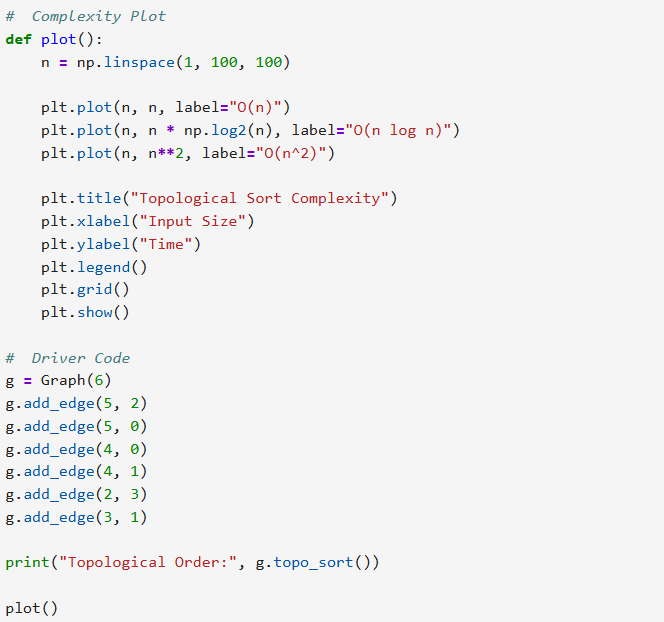 #  Complexity Plot
def plot():
    n = np.linspace(1, 100, 100)

    plt.plot(n, n, label="O(n)")
    plt.plot(n, n * np.log2(n), label="O(n log n)")
    plt.plot(n, n**2, label="O(n^2)")

    plt.title("Topological Sort Complexity")
    plt.xlabel("Input Size")
    plt.ylabel("Time")
    plt.legend()
    plt.grid()
    plt.show()

#  Driver Code
g = Graph(6)
g.add_edge(5, 2)
g.add_edge(5, 0)
g.add_edge(4, 0)
g.add_edge(4, 1)
g.add_edge(2, 3)
g.add_edge(3, 1)

print("Topological Order:", g.topo_sort())

plot()